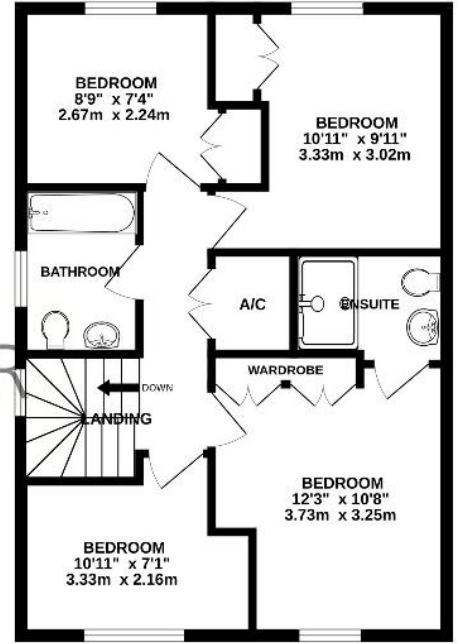 BEDROOM
8'9" x 7'4"
2.67m x 2.24m
BEDROOM
10'11" x 9'11"
3.33m x 3.02m
BATHROOM
A/C
ENSUITE
WARDROBE
DOWN
LANDING
BEDROOM
12'3" x 10'8"
3.73m x 3.25m
BEDROOM
10'11" x 7'1"
3.33m x 2.16m